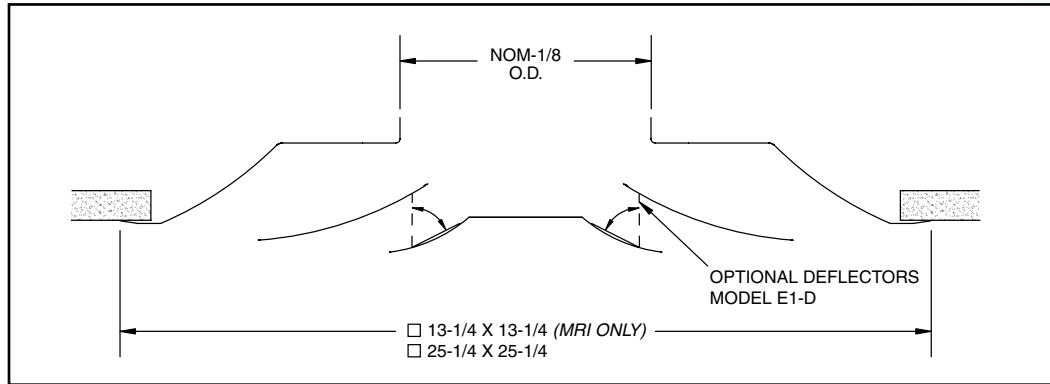 NOM-1/8
O.D.
OPTIONAL DEFLECTORS
MODEL E1-D
□ 13-1/4 X 13-1/4 (MRI ONLY)
□ 25-1/4 X 25-1/4